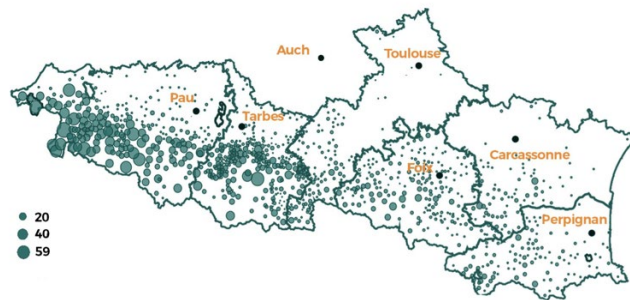 Auch
Toulouse
Pau
Tarbes
Carcassonne
Foix
Perpignan
20
40
59